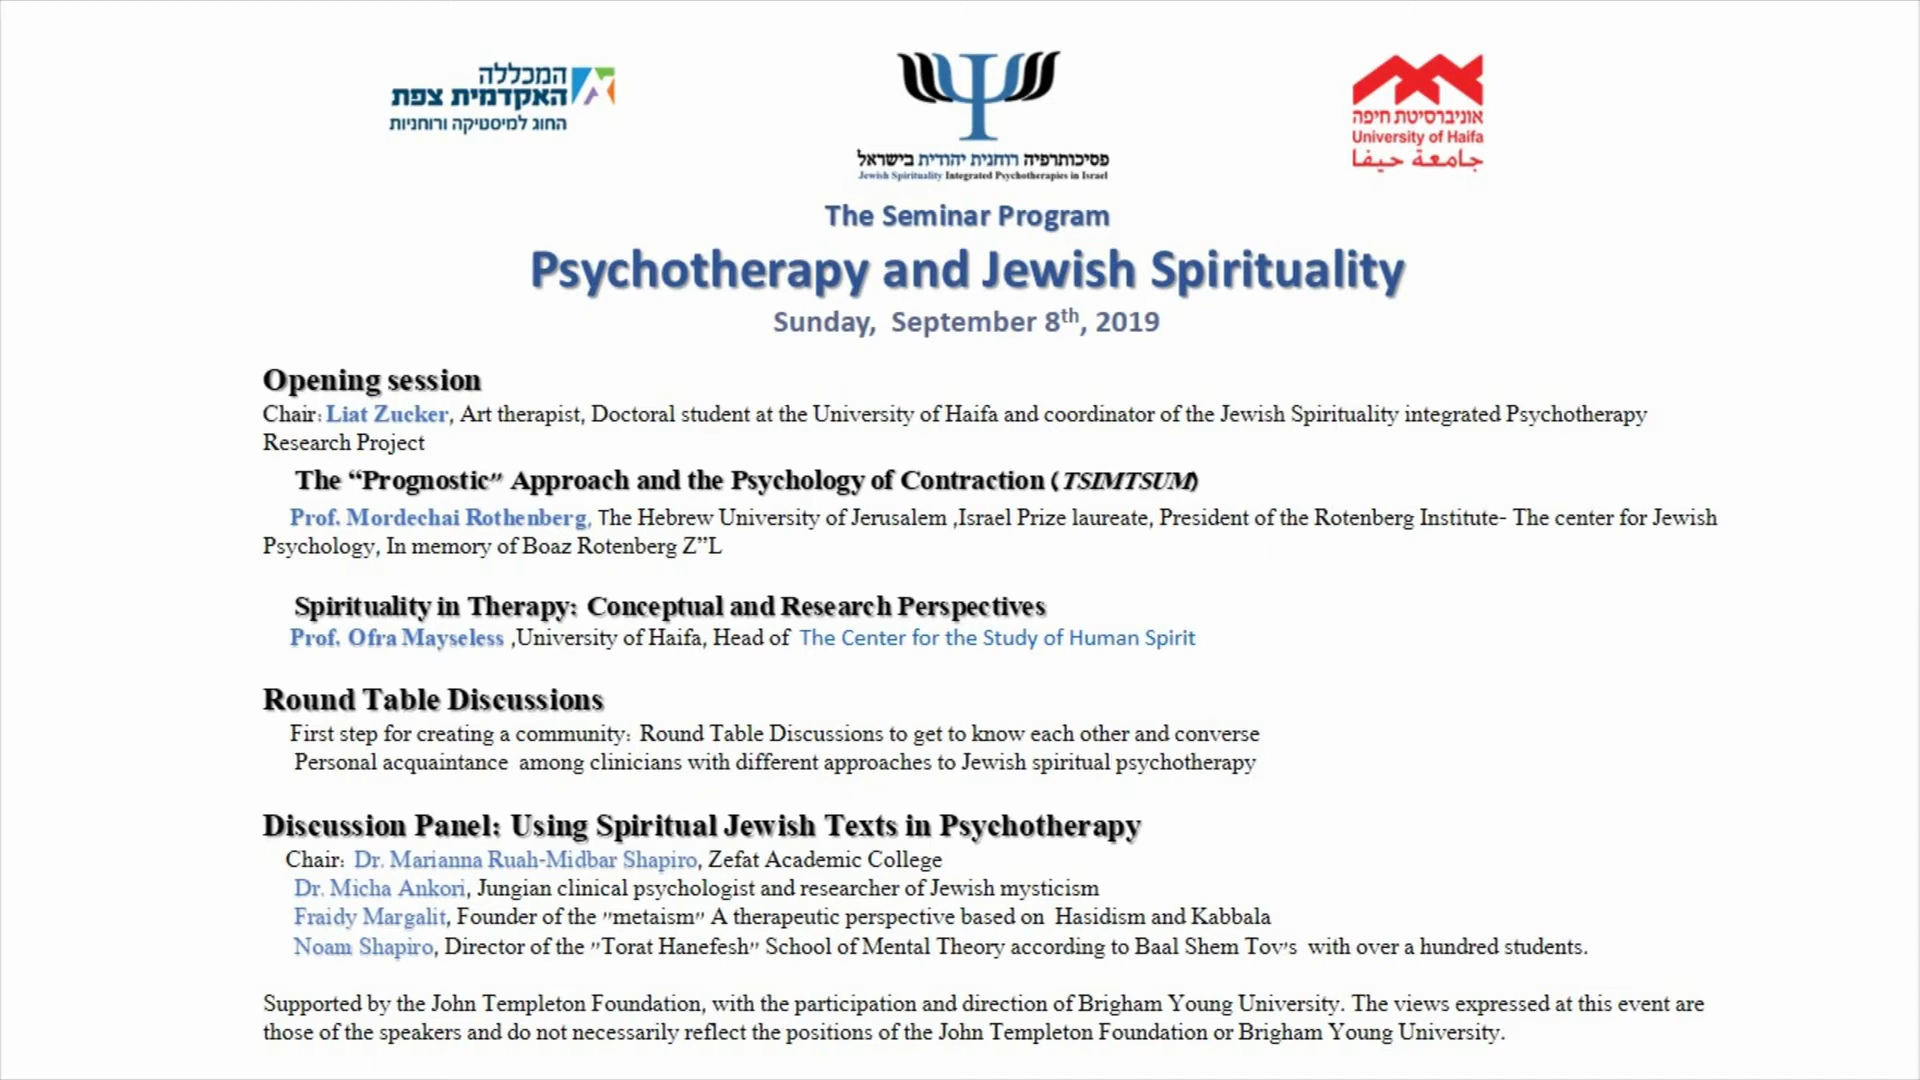 המכללה
האקדמית צפת
החוג למיסטיקה ורוחניות
פסיכותרפיה רוחנית יהודית בישראל
Jewish Spirituality Integrated Psychotherapies in Israel
אוניברסיטת חיפה
University of Haifa
جامعة حيفا
The Seminar Program
Psychotherapy and Jewish Spirituality
Sunday, September 8th, 2019
Opening session
Chair: Liat Zucker, Art therapist, Doctoral student at the University of Haifa and coordinator of the Jewish Spirituality integrated Psychotherapy
Research Project
The “Prognostic” Approach and the Psychology of Contraction (TSIMTSUM)
Prof. Mordechai Rothenberg, The Hebrew University of Jerusalem ,Israel Prize laureate, President of the Rotenberg Institute- The center for Jewish
Psychology, In memory of Boaz Rotenberg Z”L
Spirituality in Therapy: Conceptual and Research Perspectives
Prof. Ofra Mayseless ,University of Haifa, Head of The Center for the Study of Human Spirit
Round Table Discussions
First step for creating a community: Round Table Discussions to get to know each other and converse
Personal acquaintance among clinicians with different approaches to Jewish spiritual psychotherapy
Discussion Panel: Using Spiritual Jewish Texts in Psychotherapy
Chair: Dr. Marianna Ruah-Midbar Shapiro, Zefat Academic College
Dr. Micha Ankori, Jungian clinical psychologist and researcher of Jewish mysticism
Fraidy Margalit, Founder of the "metaism" A therapeutic perspective based on Hasidism and Kabbala
Noam Shapiro, Director of the "Torat Hanefesh" School of Mental Theory according to Baal Shem Tov's with over a hundred students.
Supported by the John Templeton Foundation, with the participation and direction of Brigham Young University. The views expressed at this event are
those of the speakers and do not necessarily reflect the positions of the John Templeton Foundation or Brigham Young University.